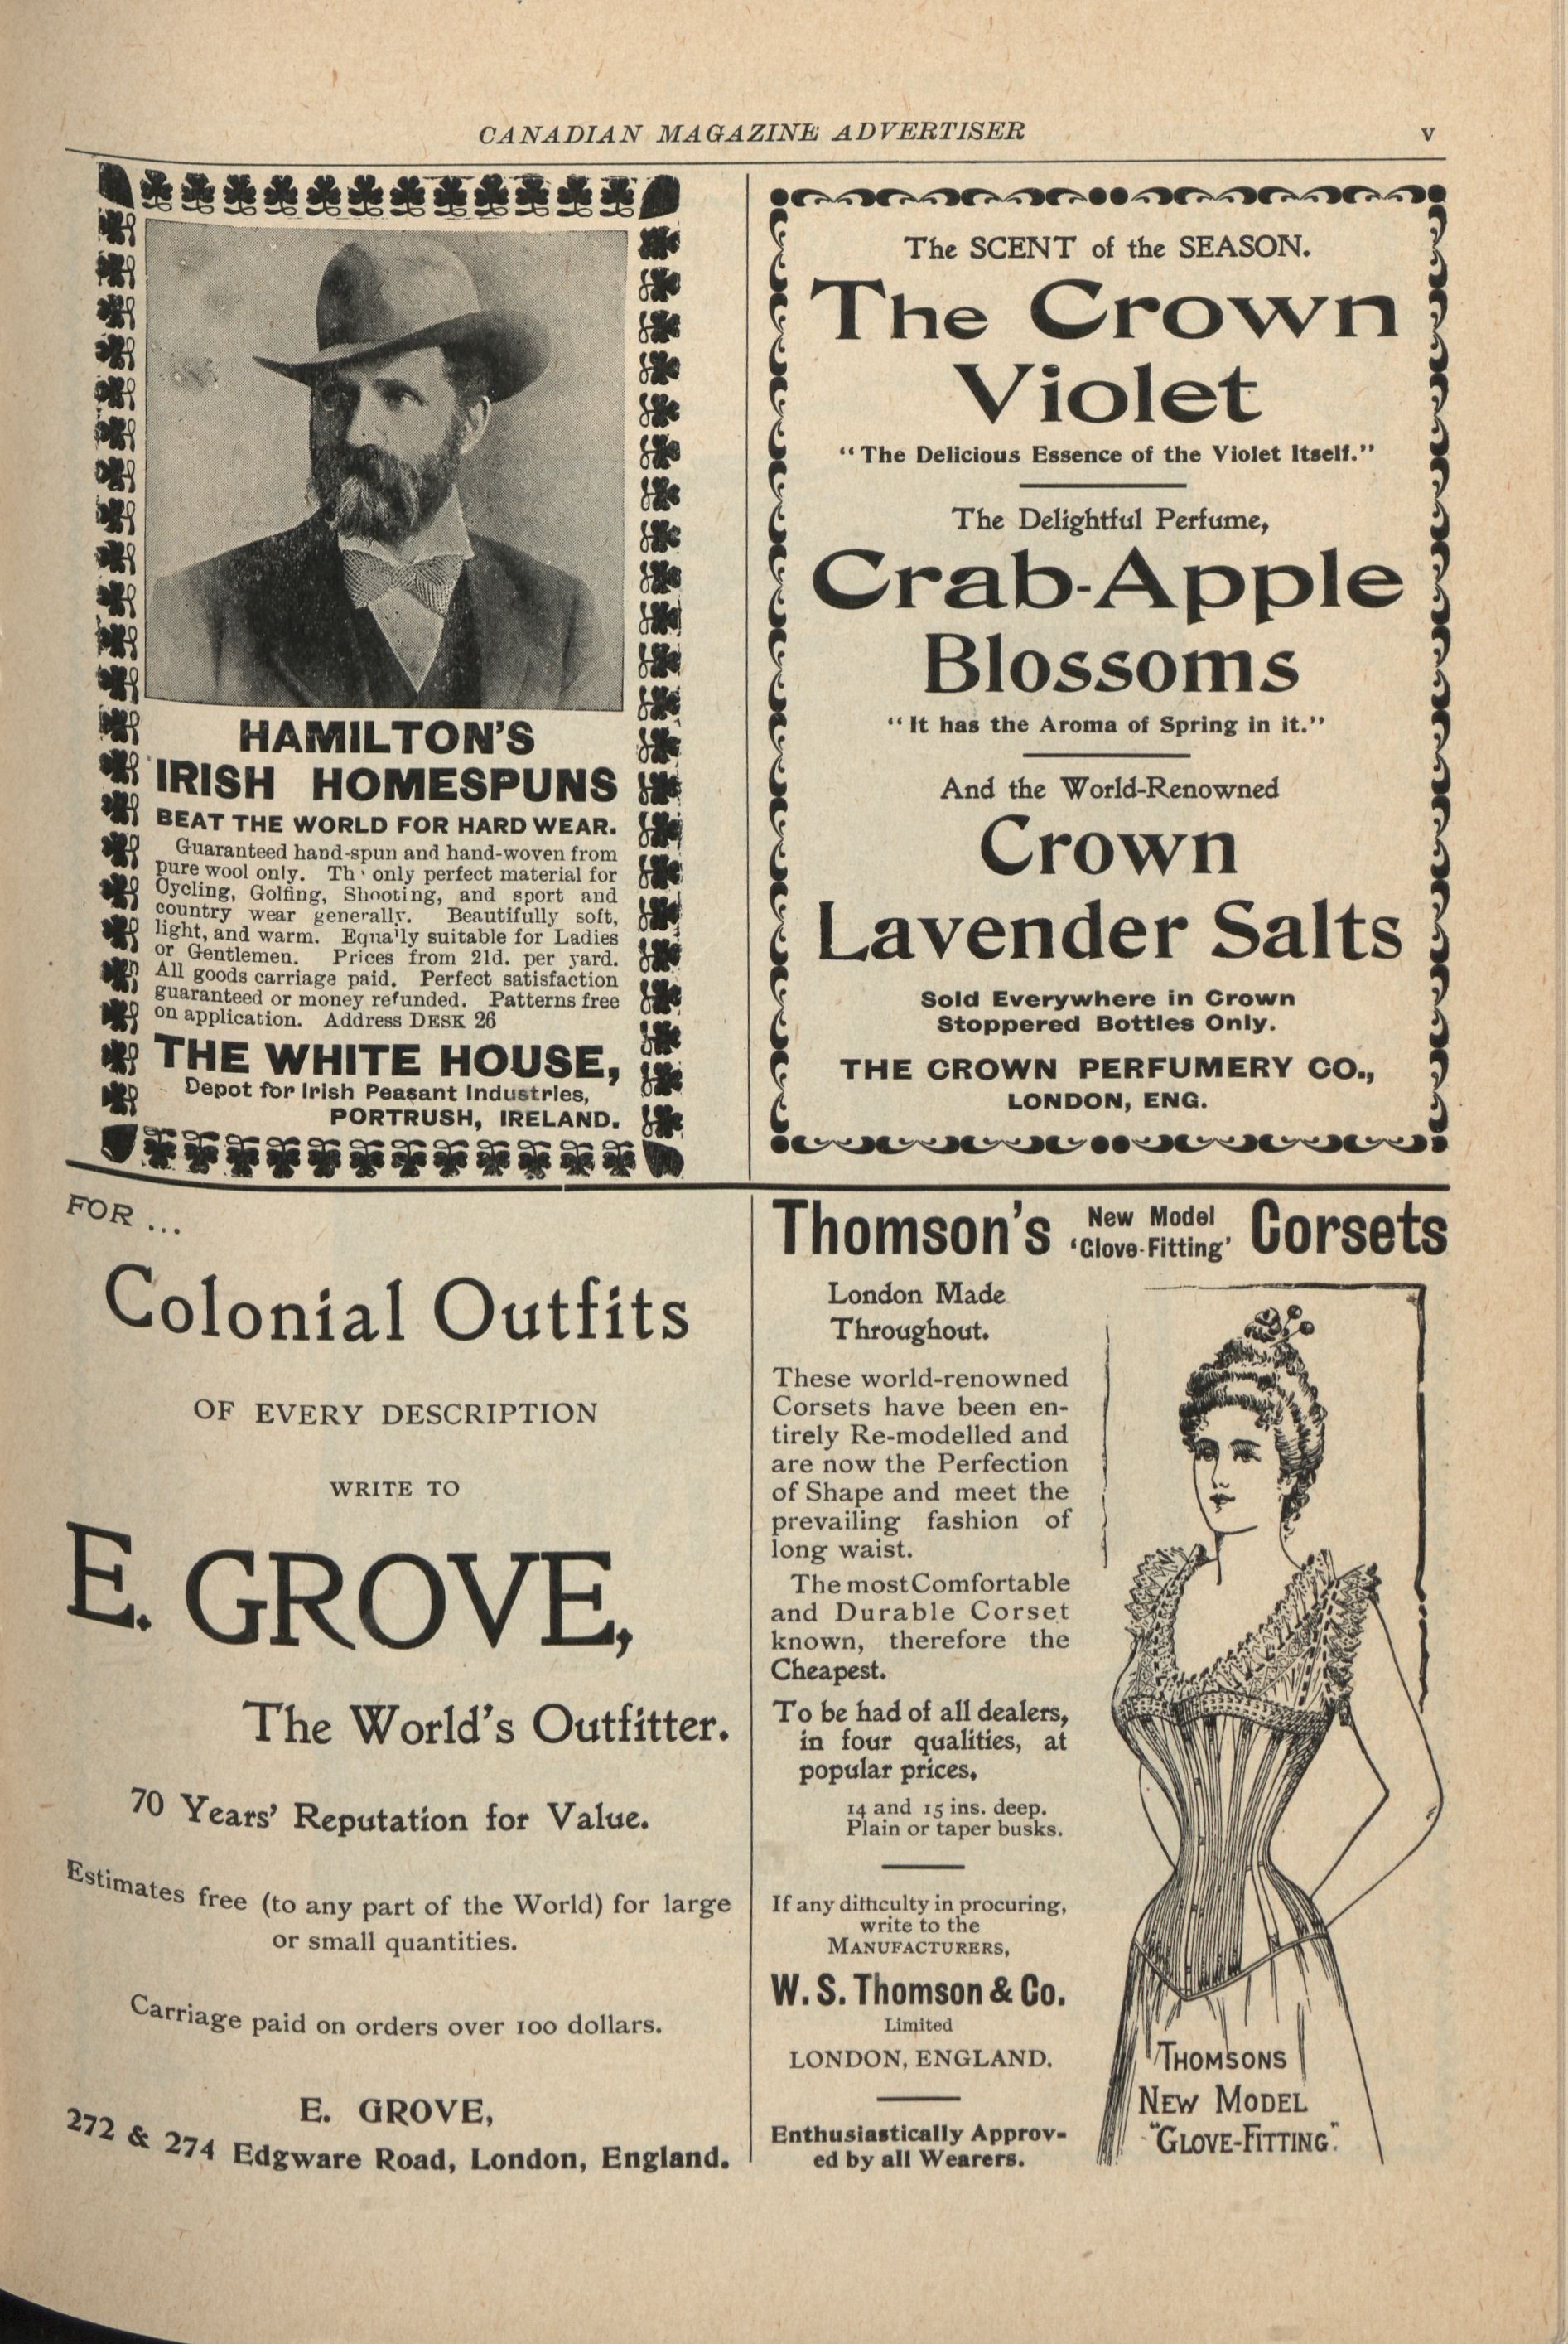 CANADIAN MAGAZINE ADVERTISER v
HAMILTON'S
IRISH HOMESPUNS
BEAT THE WORLD FOR HARD WEAR.
Guaranteed hand-spun and hand-woven from
pure wool only. Th only perfect material for
Cycling, Golfing, Shooting, and sport and
country wear generally. Beautifully soft,
light, and warm. Equa'ly suitable for Ladies
or Gentlemen. Prices from 21d. per yard.
All goods carriage paid. Perfect satisfaction
guaranteed or money refunded. Patterns free
on application. Address DESK 26
THE WHITE HOUSE,
Depot for Irish Peasant Industries,
PORTRUSH, IRELAND.
The SCENT of the SEASON.
The Crown
Violet
"The Delicious Essence of the Violet Itself."
The Delightful Perfume,
Crab-Apple
Blossoms
"It has the Aroma of Spring in it."
And the World-Renowned
Crown
Lavender Salts
Sold Everywhere in Crown
Stoppered Bottles Only.
THE CROWN PERFUMERY CO.,
LONDON, ENG.
FOR ...
Colonial Outfits
OF EVERY DESCRIPTION
WRITE TO
E. GROVE,
The World's Outfitter.
70 Years' Reputation for Value.
Estimates free (to any part of the World) for large
or small quantities.
Carriage paid on orders over 100 dollars.
E. GROVE,
272 & 274 Edgware Road, London, England.
Thomson's New Model 'Glove-Fitting' Corsets
London Made
Throughout.
These world-renowned
Corsets have been en-
tirely Re-modelled and
are now the Perfection
of Shape and meet the
prevailing fashion of
long waist.
The most Comfortable
and Durable Corset
known, therefore the
Cheapest.
To be had of all dealers,
in four qualities, at
popular prices.
14 and 15 ins. deep.
Plain or taper busks.
If any difficulty in procuring,
write to the
MANUFACTURERS,
W. S. Thomson & Co.
Limited
LONDON, ENGLAND.
Enthusiastically Approv-
ed by all Wearers.
THOMSONS
NEW MODEL
"GLOVE-FITTING".